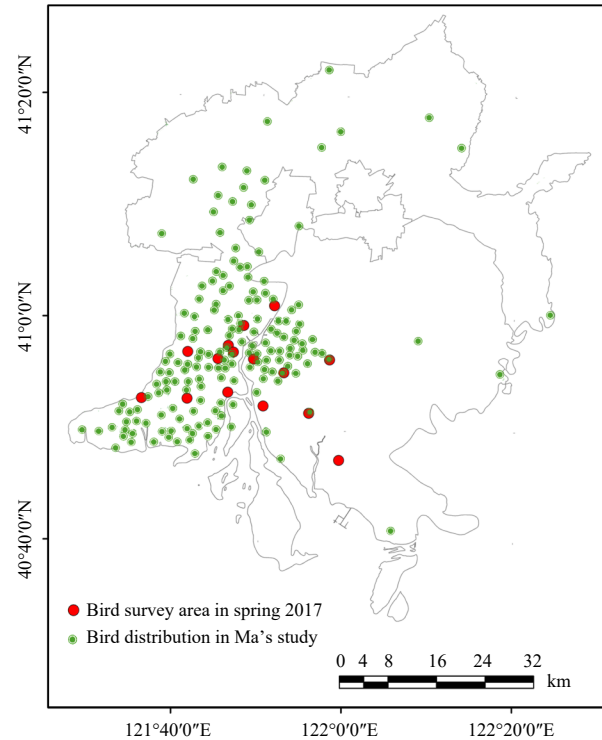 41°20′0″N
41°0′0″N
40°40′0″N
Bird survey area in spring 2017
Bird distribution in Ma’s study
0 4 8 16 24 32
km
121°40′0″E 122°0′0″E 122°20′0″E